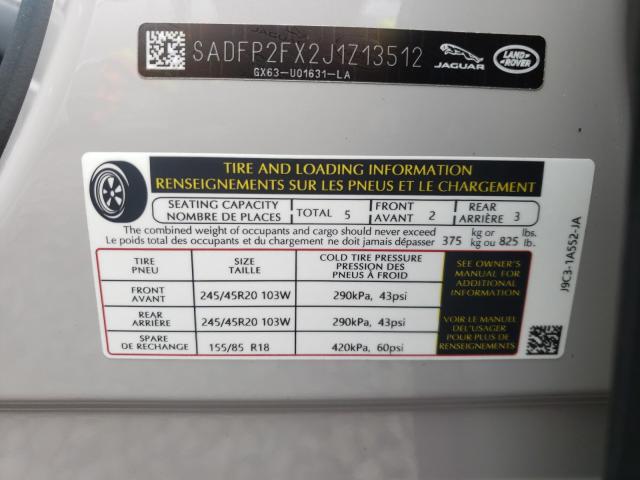 SADFP2FX2J1Z13512
GX63-U01631-LA
JAGUAR
LAND ROVER
TIRE AND LOADING INFORMATION
RENSEIGNEMENTS SUR LES PNEUS ET LE CHARGEMENT
SEATING CAPACITY
NOMBRE DE PLACES
TOTAL 5
FRONT
AVANT 2
REAR
ARRIÈRE 3
The combined weight of occupants and cargo should never exceed 375 kg or 825 lbs.
Le poids total des occupants et du chargement ne doit jamais dépasser 375 kg ou 825 lb.
TIRE
PNEU
SIZE
TAILLE
COLD TIRE PRESSURE
PRESSION DES
PNEUS À FROID
FRONT
AVANT
245/45R20 103W
290kPa, 43psi
REAR
ARRIÈRE
245/45R20 103W
290kPa, 43psi
SPARE
DE RECHANGE
155/85 R18
420kPa, 60psi
SEE OWNER'S
MANUAL FOR
ADDITIONAL
INFORMATION
VOIR LE MANUEL
DE L'USAGER
POUR PLUS DE
RENSEIGNEMENTS
J9C3-1A552-JA